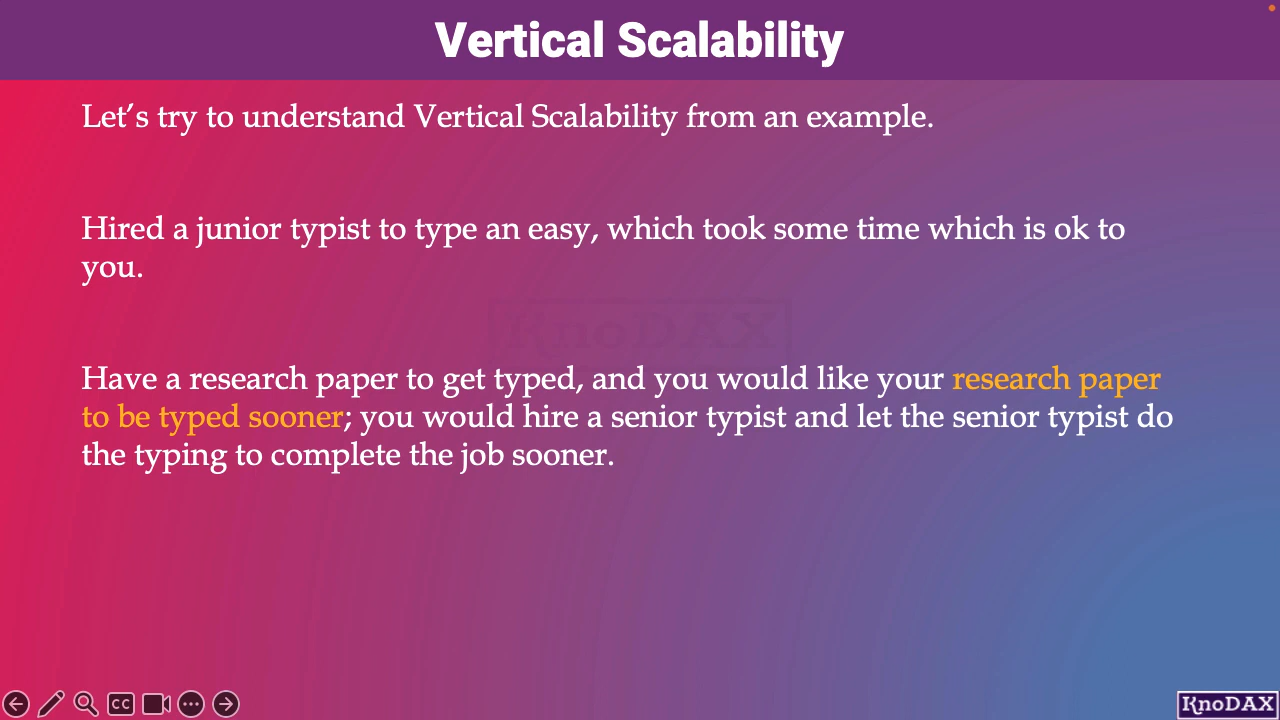 Vertical Scalability
Let’s try to understand Vertical Scalability from an example.
Hired a junior typist to type an easy, which took some time which is ok to
you.
KnoDAX
Have a research paper to get typed, and you would like your research paper
to be typed sooner; you would hire a senior typist and let the senior typist do
the typing to complete the job sooner.
CC
KnoDAX